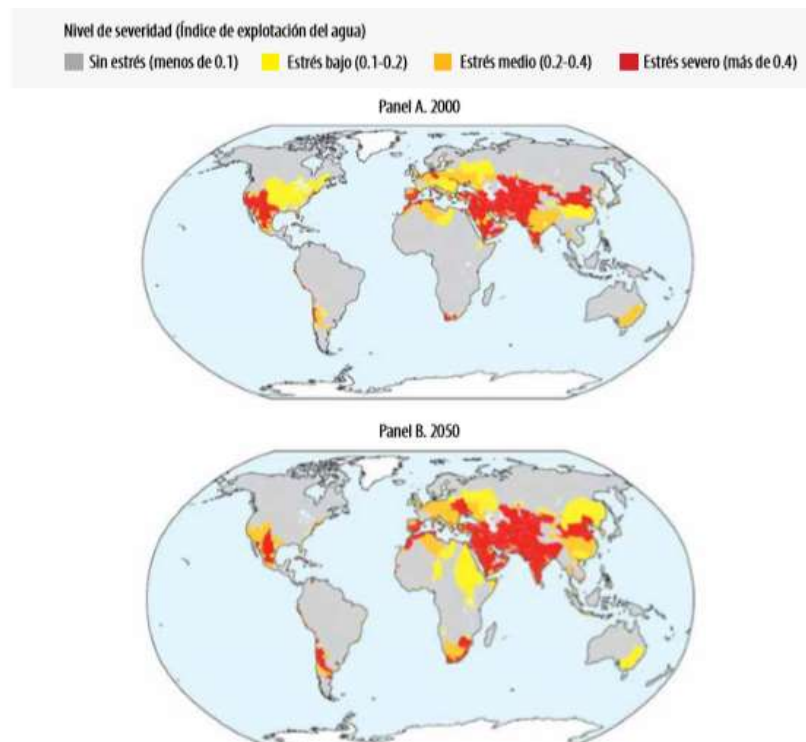 Nivel de severidad (Índice de explotación del agua)
Sin estrés (menos de 0.1) Estrés bajo (0.1-0.2) Estrés medio (0.2-0.4) Estrés severo (más de 0.4)
Panel A. 2000
Panel B. 2050